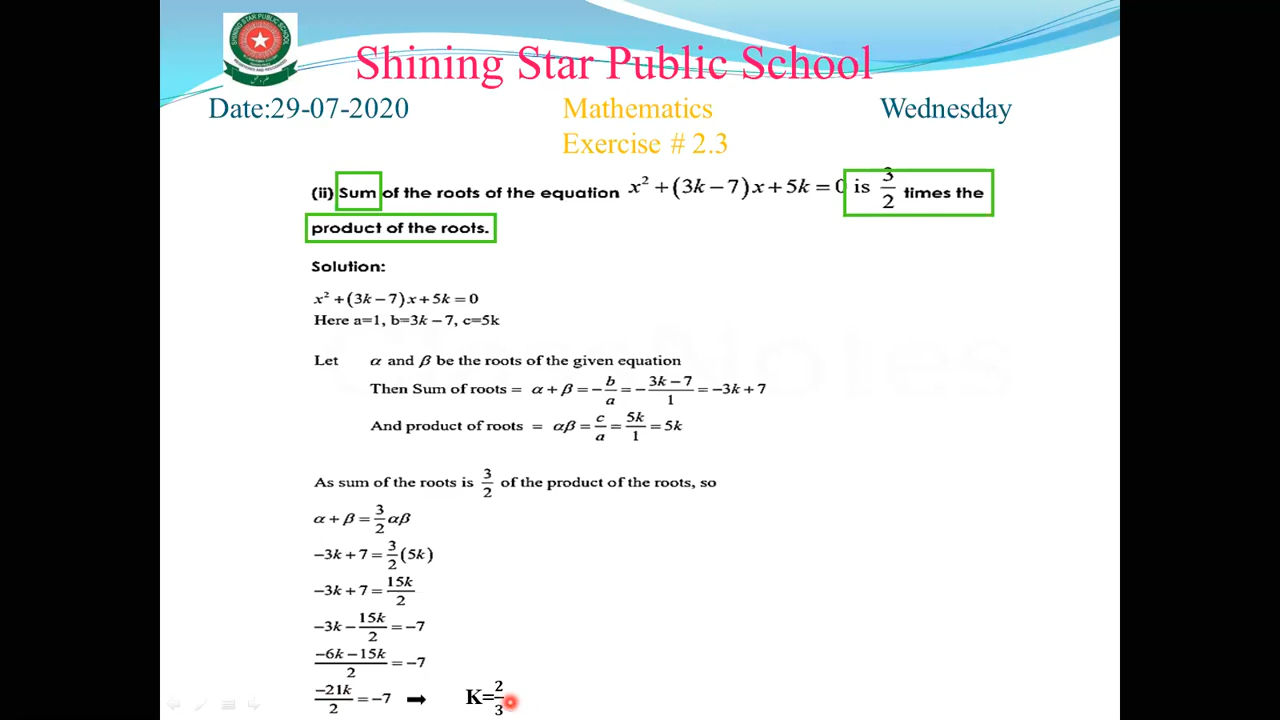 SHINING STAR PUBLIC SCHOOL
Shining Star Public School
Date:29-07-2020 Mathematics Wednesday
Exercise # 2.3
(ii) Sum of the roots of the equation x² + (3k – 7)x + 5k = 0 is 3/2 times the
product of the roots.
Solution:
x² + (3k – 7)x + 5k = 0
Here a=1, b=3k – 7, c=5k
Let α and β be the roots of the given equation
Then Sum of roots = α + β = – b/a = – 3k – 7/1 = –3k + 7
And product of roots = αβ = c/a = 5k/1 = 5k
As sum of the roots is 3/2 of the product of the roots, so
α + β = 3/2 αβ
–3k + 7 = 3/2 (5k)
–3k + 7 = 15k/2
–3k – 15k/2 = –7
–6k – 15k/2 = –7
–21k/2 = –7 ➡ K=2/3